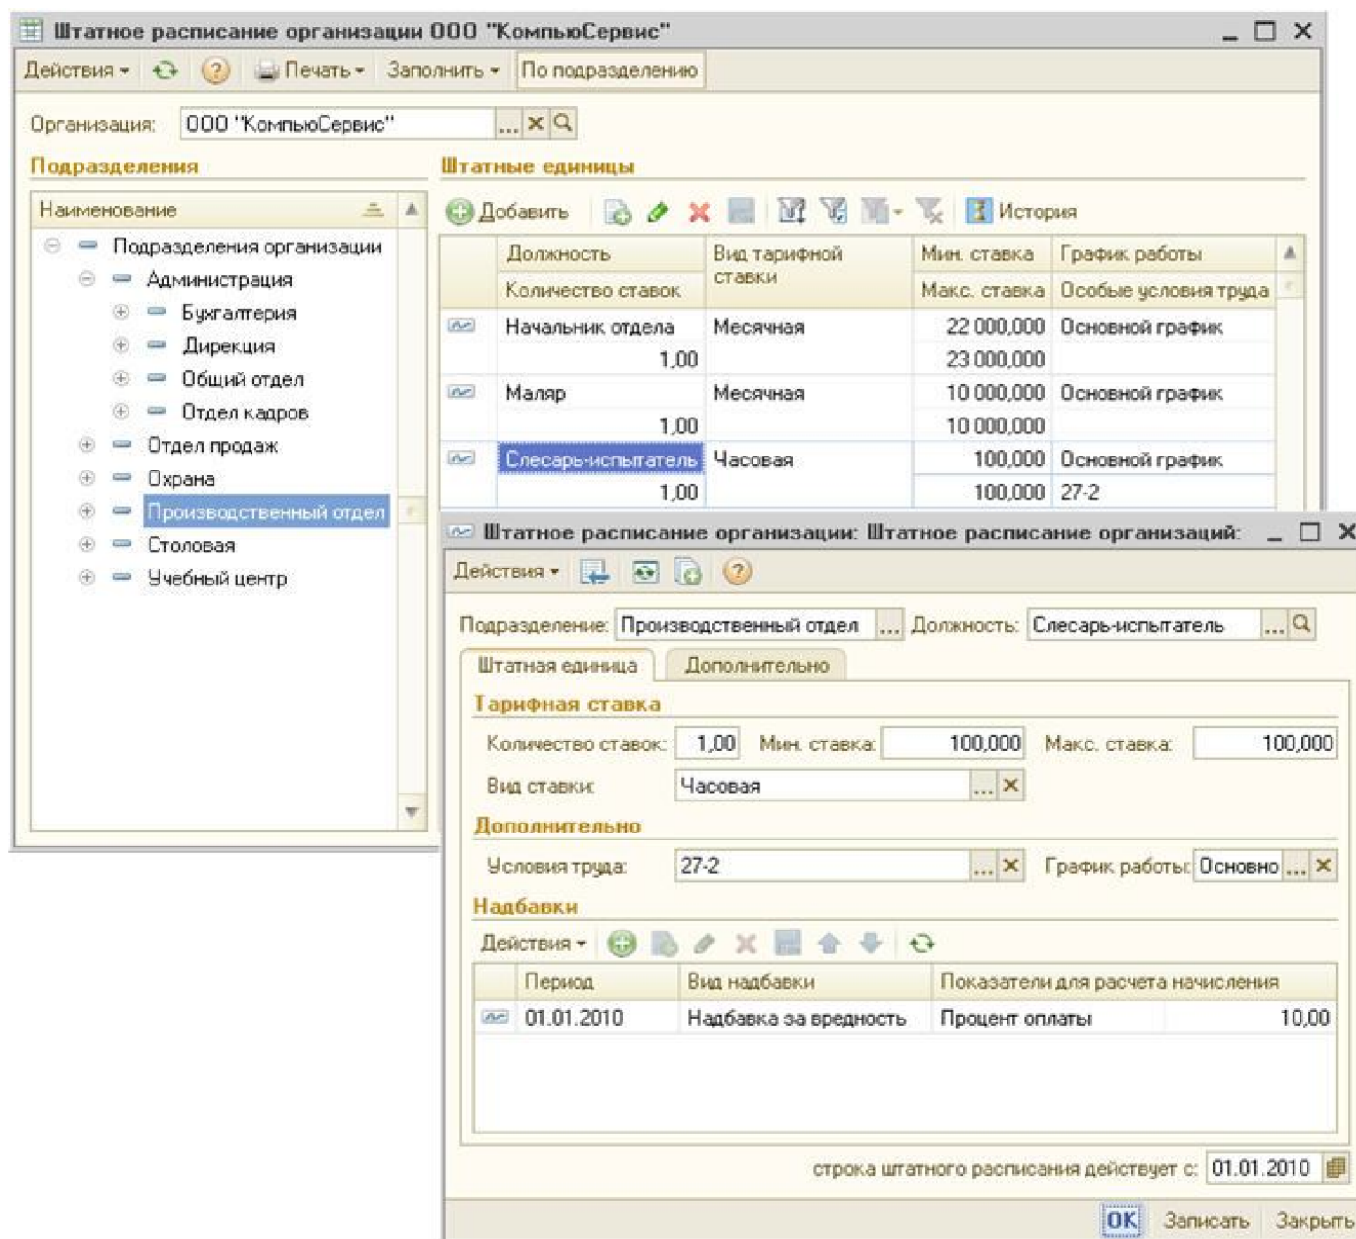 Штатное расписание организации ООО "КомпьюСервис"
Действия Печать Заполнить По подразделению
Организация: ООО "КомпьюСервис" ...
Подразделения
Наименование
Подразделения организации
Администрация
Бухгалтерия
Дирекция
Общий отдел
Отдел кадров
Отдел продаж
Охрана
Производственный отдел
Столовая
Учебный центр
Штатные единицы
Добавить История
Должность Вид тарифной ставки Мин. ставка График работы
Количество ставок Макс. ставка Особые условия труда
Начальник отдела Месячная 22 000,000 Основной график
1,00 23 000,000
Маляр Месячная 10 000,000 Основной график
1,00 10 000,000
Слесарь-испытатель Часовая 100,000 Основной график
1,00 100,000 27-2
Штатное расписание организации: Штатное расписание организаций:
Действия
Подразделение: Производственный отдел ... Должность: Слесарь-испытатель ...
Штатная единица Дополнительно
Тарифная ставка
Количество ставок: 1,00 Мин. ставка: 100,000 Макс. ставка: 100,000
Вид ставки: Часовая ...
Дополнительно
Условия труда: 27-2 ... График работы: Основно ...
Надбавки
Действия
Период Вид надбавки Показатели для расчета начисления
01.01.2010 Надбавка за вредность Процент оплаты 10,00
строка штатного расписания действует с: 01.01.2010
OK Записать Закрыть